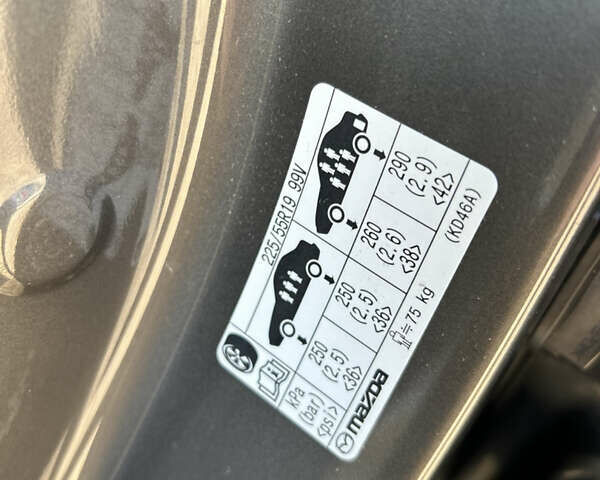 225/55R19 99V
kPa 250 250 260 290
(bar) (2.5) (2.5) (2.6) (2.9)
<psi> <36> <36> <38> <42>
mazda ≒75 kg (KD46A)